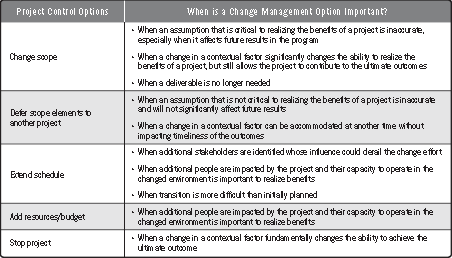 Project Control Options
When is a Change Management Option Important?
Change scope
• When an assumption that is critical to realizing the benefits of a project is inaccurate,
especially when it affects future results in the program
• When a change in a contextual factor significantly changes the ability to realize the
benefits of a project, but still allows the project to contribute to the ultimate outcomes
• When a deliverable is no longer needed
Defer scope elements to
another project
• When an assumption that is not critical to realizing the benefits of a project is inaccurate
and will not significantly affect future results
• When a change in a contextual factor can be accommodated at another time without
impacting timeliness of the outcomes
Extend schedule
• When additional stakeholders are identified whose influence could derail the change effort
• When additional people are impacted by the project and their capacity to operate in the
changed environment is important to realize benefits
• When transition is more difficult than initially planned
Add resources/budget
• When additional people are impacted by the project and their capacity to operate in the
changed environment is important to realize benefits
Stop project
• When a change in a contextual factor fundamentally changes the ability to achieve the
ultimate outcome